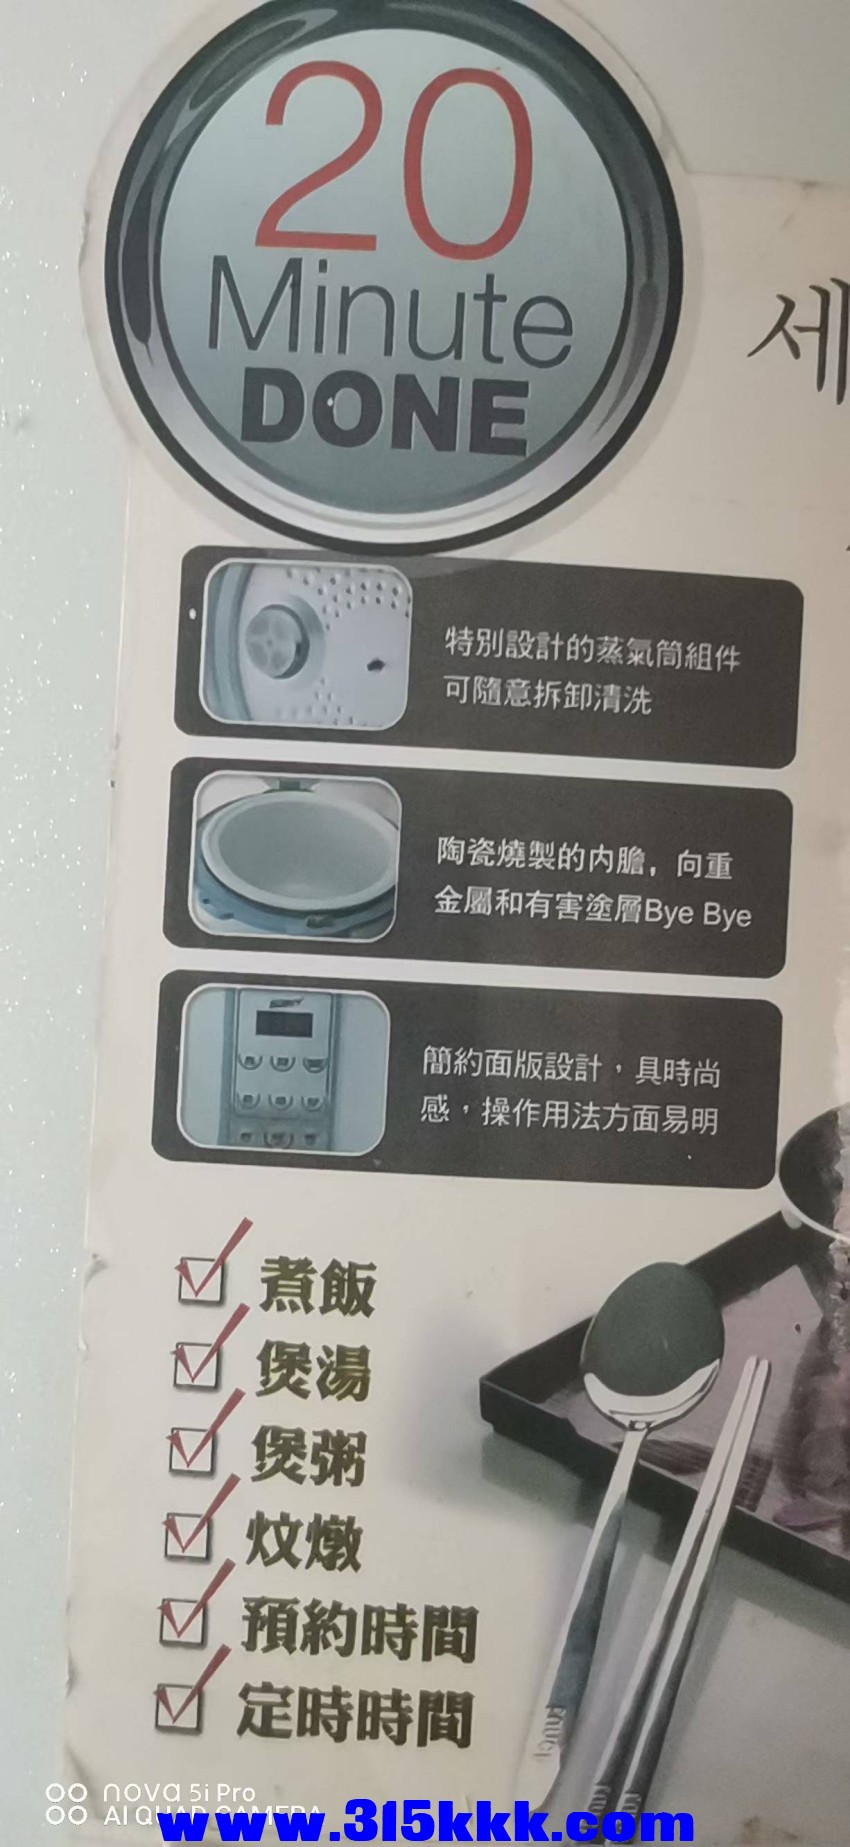 20
Minute
DONE
세
特別設計的蒸氣筒組件
可隨意拆卸清洗
陶瓷燒製的内膽，向重
金屬和有害塗層Bye Bye
簡約面版設計，具時尚
感，操作用法方面易明
煮飯
煲湯
煲粥
炆燉
預約時間
定時時間
nova 5i Pro
AI QUAD CAMERA
www.315kkk.com